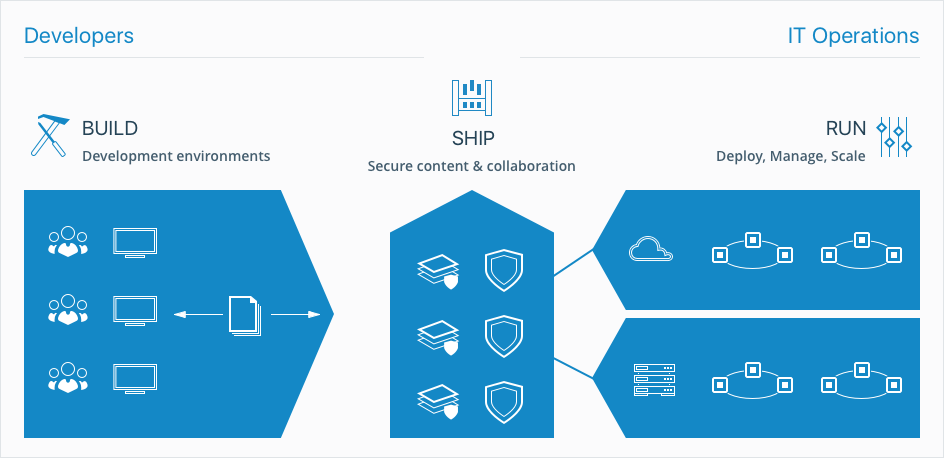 Developers
IT Operations
BUILD
Development environments
SHIP
Secure content & collaboration
RUN
Deploy, Manage, Scale